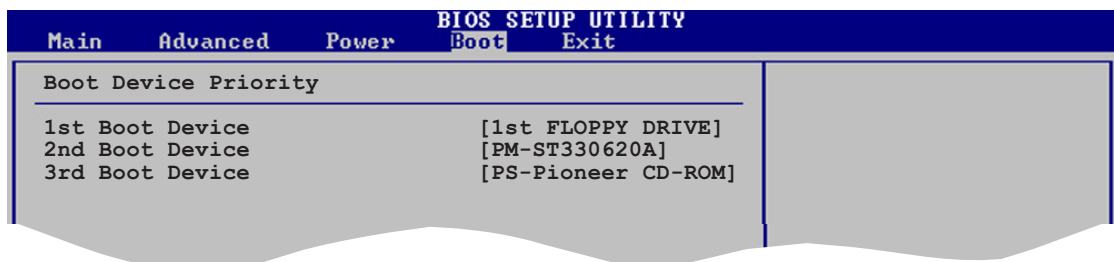 BIOS SETUP UTILITY
Main Advanced Power Boot Exit
Boot Device Priority
1st Boot Device [1st FLOPPY DRIVE]
2nd Boot Device [PM-ST330620A]
3rd Boot Device [PS-Pioneer CD-ROM]